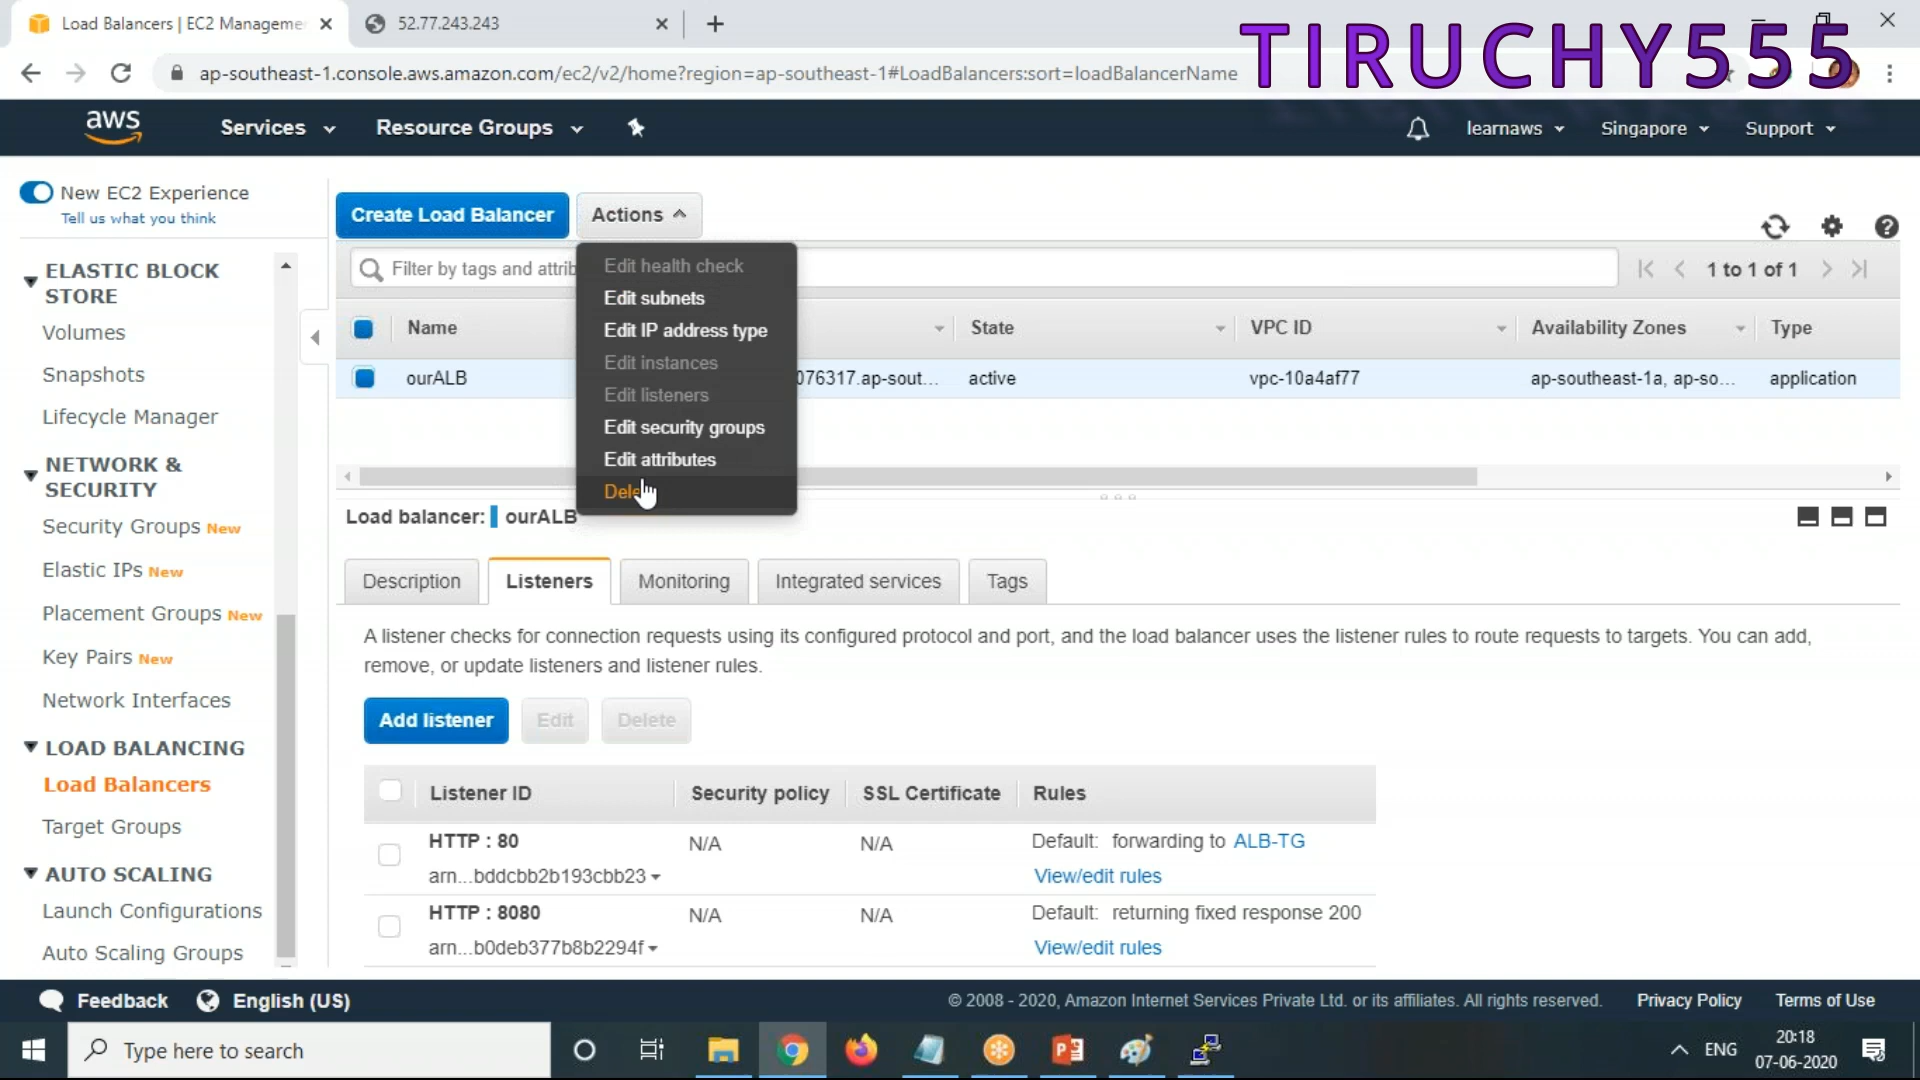 Load Balancers | EC2 Manageme
52.77.243.243
TIRUCHY555
ap-southeast-1.console.aws.amazon.com/ec2/v2/home?region=ap-southeast-1#LoadBalancers:sort=loadBalancerName
aws
Services
Resource Groups
learnaws
Singapore
Support
New EC2 Experience
Tell us what you think
Create Load Balancer
Actions
Filter by tags and attrib
1 to 1 of 1
Edit health check
Edit subnets
Edit IP address type
Edit instances
Edit listeners
Edit security groups
Edit attributes
Dele
Name
State
VPC ID
Availability Zones
Type
ourALB
076317.ap-sout...
active
vpc-10a4af77
ap-southeast-1a, ap-so...
application
ELASTIC BLOCK
STORE
Volumes
Snapshots
Lifecycle Manager
NETWORK &
SECURITY
Security Groups New
Elastic IPs New
Placement Groups New
Key Pairs New
Network Interfaces
LOAD BALANCING
Load Balancers
Target Groups
AUTO SCALING
Launch Configurations
Auto Scaling Groups
Load balancer: ourALB
Description
Listeners
Monitoring
Integrated services
Tags
A listener checks for connection requests using its configured protocol and port, and the load balancer uses the listener rules to route requests to targets. You can add,
remove, or update listeners and listener rules.
Add listener
Edit
Delete
Listener ID
Security policy
SSL Certificate
Rules
HTTP : 80
N/A
N/A
Default: forwarding to ALB-TG
arn...bddcbb2b193cbb23
View/edit rules
HTTP : 8080
N/A
N/A
Default: returning fixed response 200
arn...b0deb377b8b2294f
View/edit rules
Feedback
English (US)
© 2008 - 2020, Amazon Internet Services Private Ltd. or its affiliates. All rights reserved.
Privacy Policy
Terms of Use
Type here to search
ENG
20:18
07-06-2020